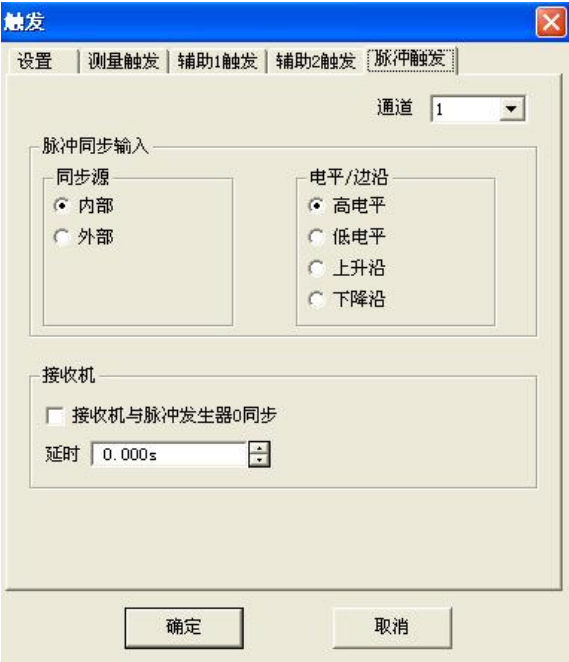 触发
设置 测量触发 辅助1触发 辅助2触发 脉冲触发
通道 1
脉冲同步输入
同步源 电平/边沿
内部 高电平
外部 低电平
上升沿
下降沿
接收机
接收机与脉冲发生器0同步
延时 0.000s
确定 取消